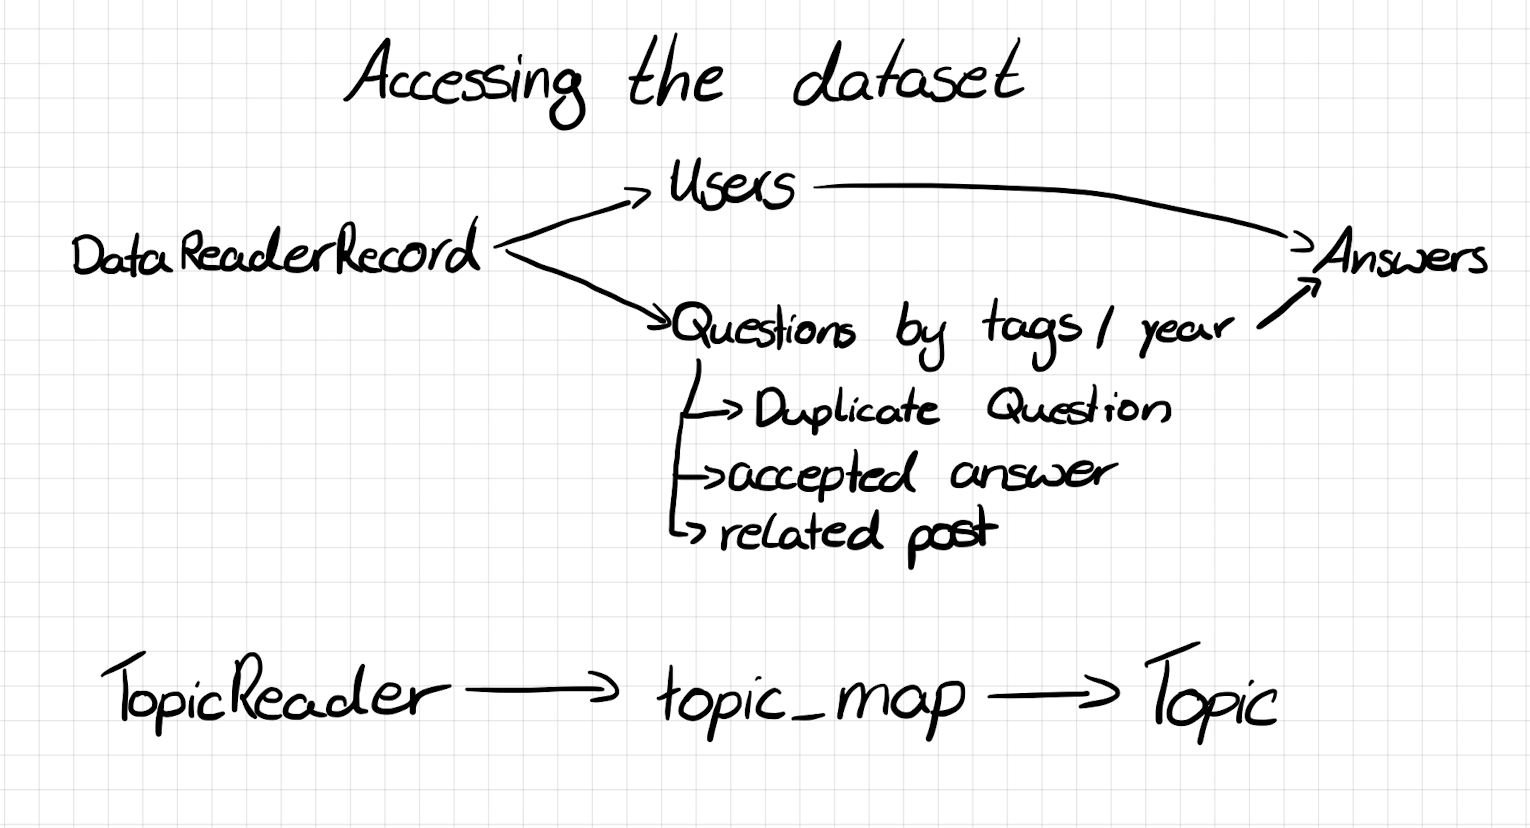 Accessing the dataset
Users
DataReaderRecord
Answers
Questions by tags / year
Duplicate Question
accepted answer
related post
TopicReader topic_map Topic